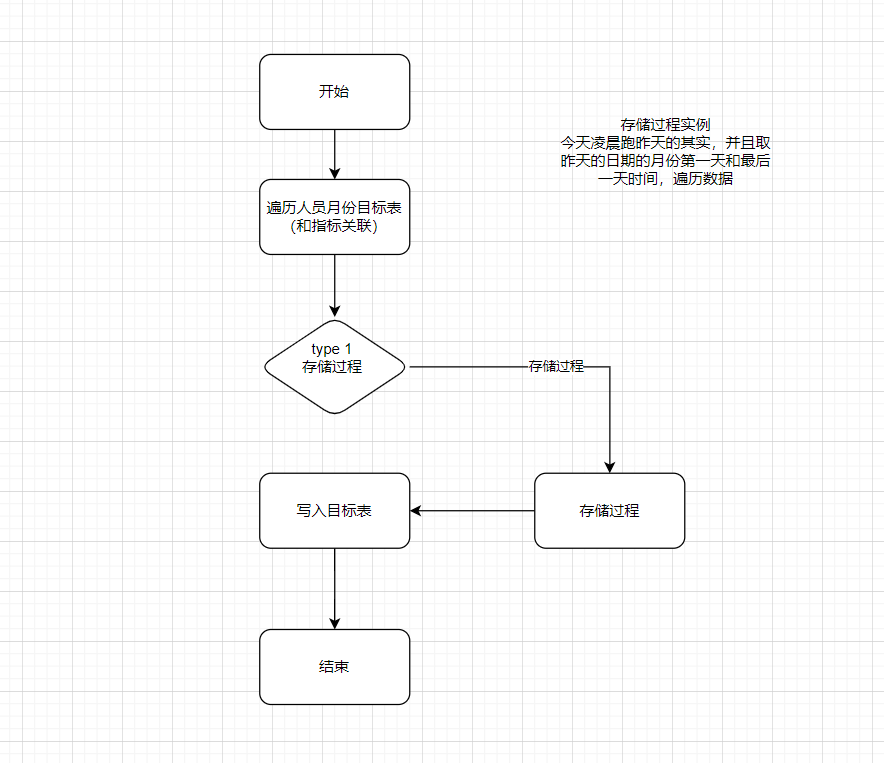 开始
存储过程实例
今天凌晨跑昨天的其实，并且取
昨天的日期的月份第一天和最后
一天时间，遍历数据
遍历人员月份目标表
（和指标关联）
type 1
存储过程
存储过程
写入目标表
存储过程
结束